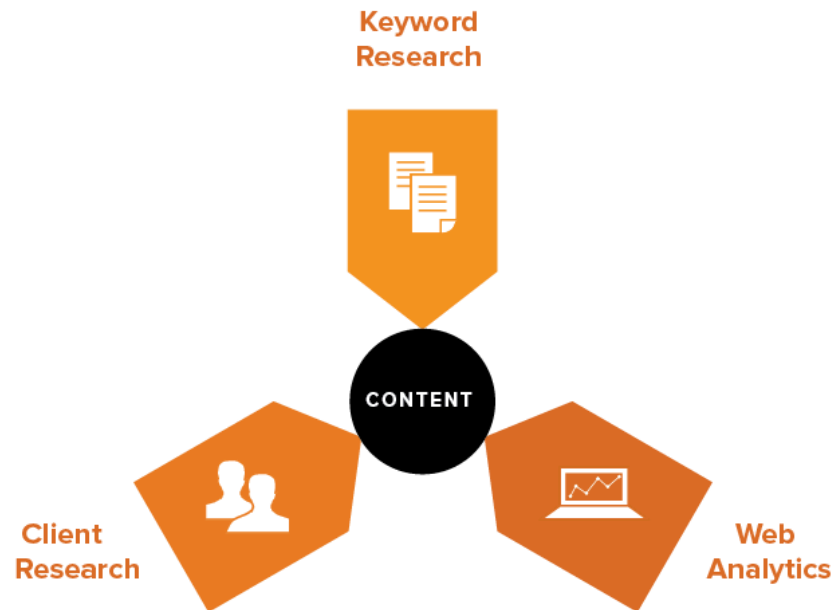 Keyword
Research
CONTENT
Client
Research
Web
Analytics